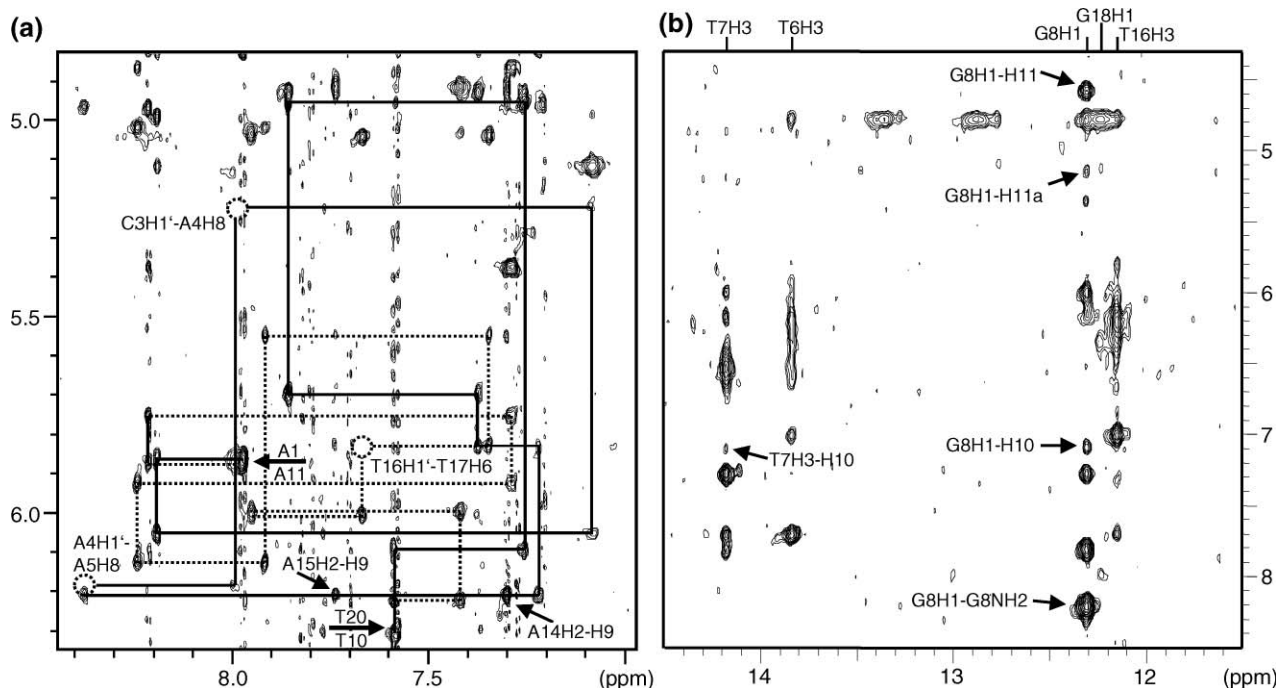 (a)
5.0
5.5
6.0
8.0
7.5
(ppm)
C3H1'-A4H8
A1
A11
T16H1'-T17H6
A4H1'-
A5H8
A15H2-H9
T20
T10
A14H2-H9
(b)
T7H3
T6H3
G18H1
G8H1
T16H3
G8H1-H11
G8H1-H11a
T7H3-H10
G8H1-H10
G8H1-G8NH2
5
6
7
8
14
13
12
(ppm)